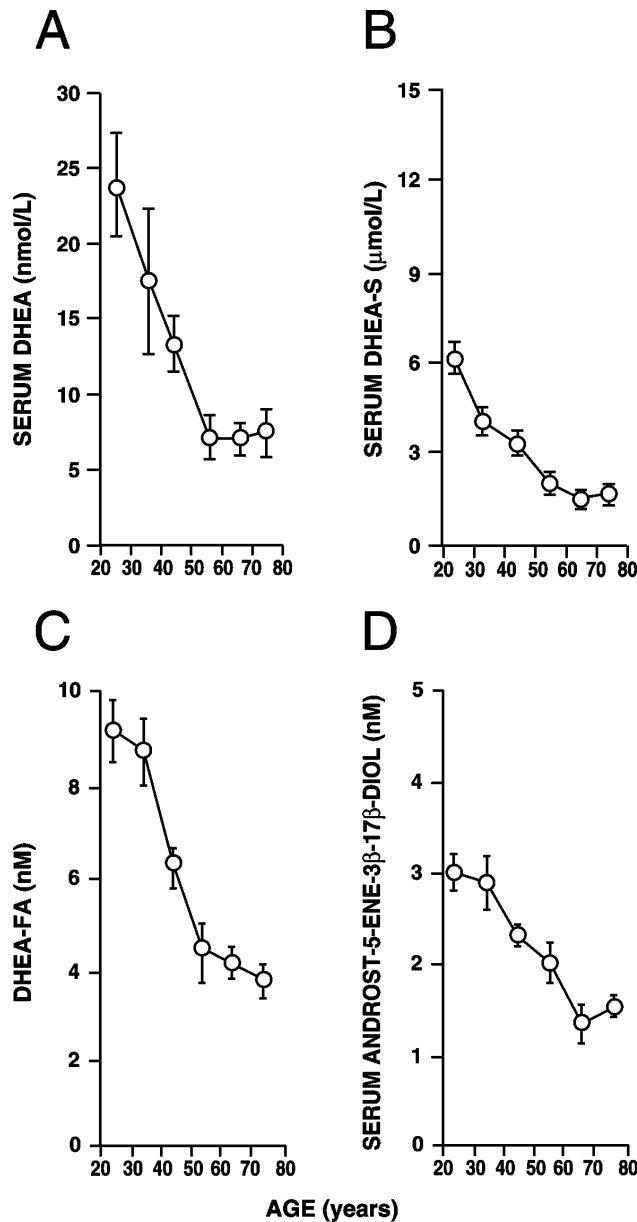 A
SERUM DHEA (nmol/L)
30
25
20
15
10
5
0
20 30 40 50 60 70 80
B
SERUM DHEA-S (μmol/L)
15
12
9
6
3
0
20 30 40 50 60 70 80
C
DHEA-FA (nM)
10
8
6
4
2
0
20 30 40 50 60 70 80
D
SERUM ANDROST-5-ENE-3β-17β-DIOL (nM)
5
4
3
2
1
0
20 30 40 50 60 70 80
AGE (years)